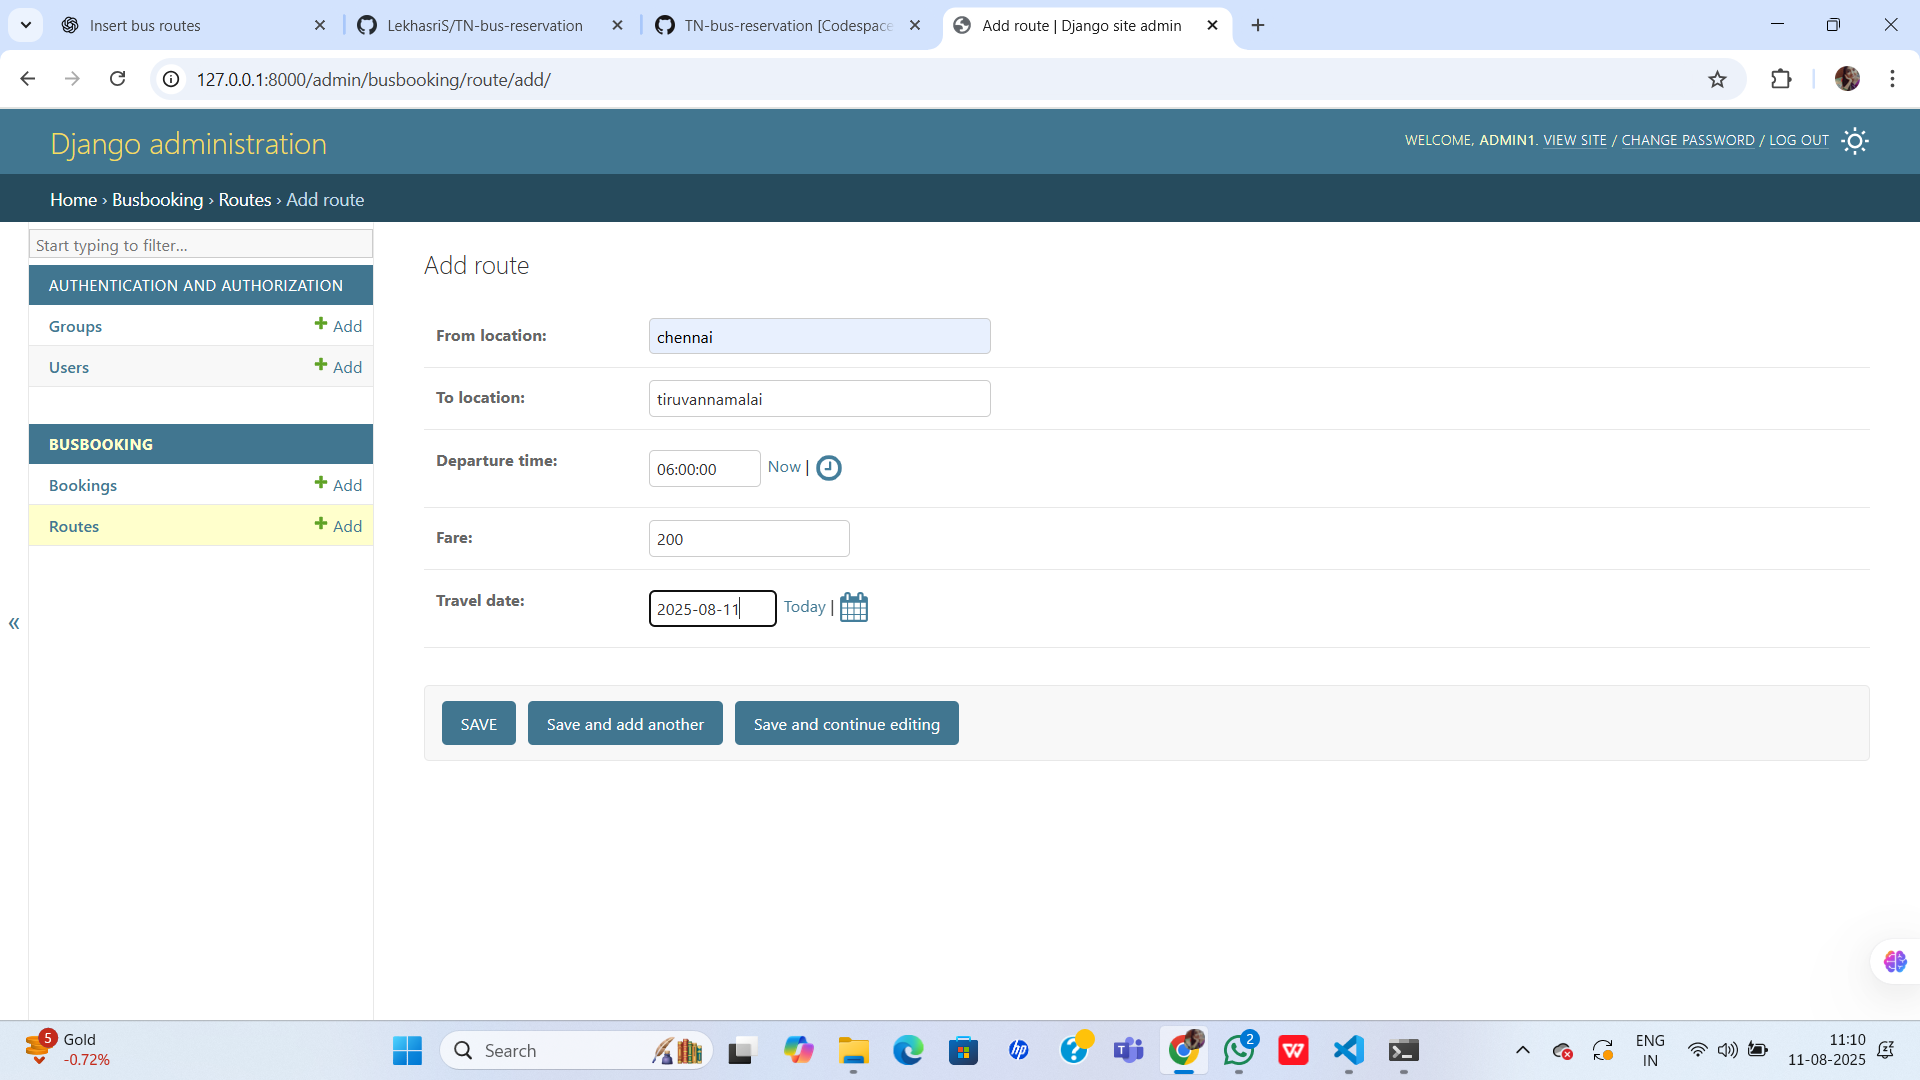 Insert bus routes
LekhasriS/TN-bus-reservation
TN-bus-reservation [Codespace
Add route | Django site admin
127.0.0.1:8000/admin/busbooking/route/add/
Django administration
WELCOME, ADMIN1. VIEW SITE / CHANGE PASSWORD / LOG OUT
Home › Busbooking › Routes › Add route
Start typing to filter...
AUTHENTICATION AND AUTHORIZATION
Groups
Add
Users
Add
BUSBOOKING
Bookings
Add
Routes
Add
«
Add route
From location:
chennai
To location:
tiruvannamalai
Departure time:
06:00:00
Now |
Fare:
200
Travel date:
2025-08-11
Today |
SAVE
Save and add another
Save and continue editing
5
Gold
-0.72%
Search
hp
2
W
ENG
IN
11:10
11-08-2025